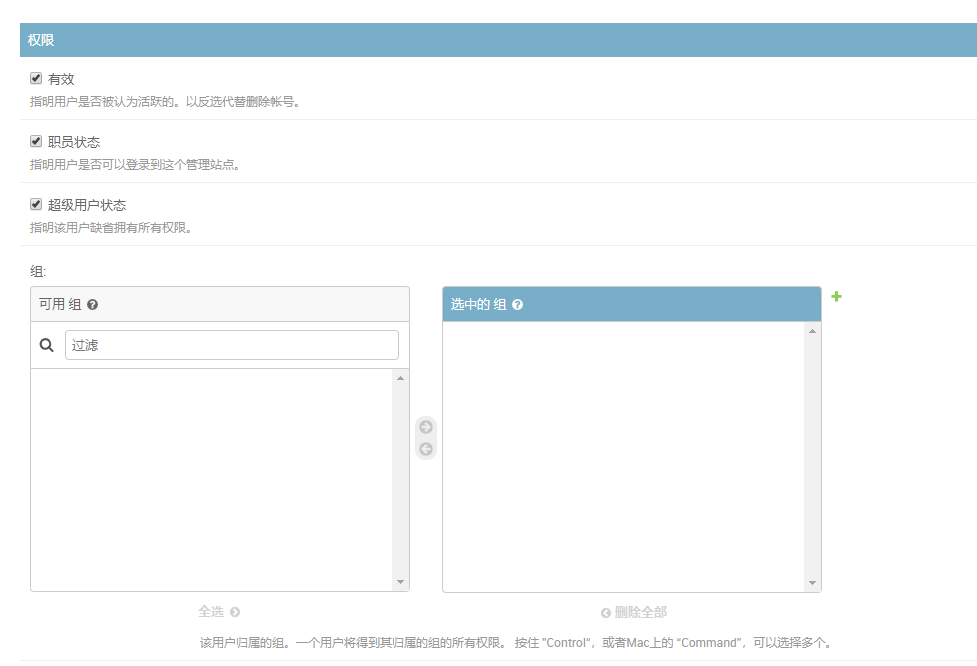 权限
有效
指明用户是否被认为活跃的。以反选代替删除帐号。
职员状态
指明用户是否可以登录到这个管理站点。
超级用户状态
指明该用户缺省拥有所有权限。
组:
可用 组 ?
选中的 组 ?
过滤
全选
删除全部
该用户归属的组。一个用户将得到其归属的组的所有权限。 按住 "Control"，或者Mac上的 “Command”，可以选择多个。